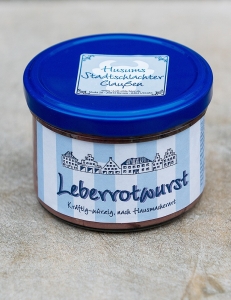 Husums
Stadtschlachter
Claußen
Leberrotwurst
Kräftig-würzig, nach Hausmacherart